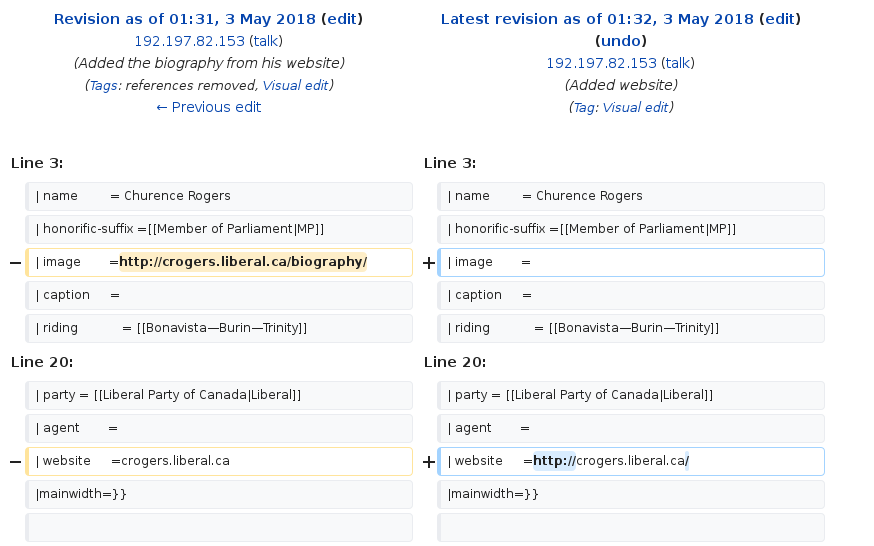 Revision as of 01:31, 3 May 2018 (edit)
192.197.82.153 (talk)
(Added the biography from his website)
(Tags: references removed, Visual edit)
← Previous edit
Latest revision as of 01:32, 3 May 2018 (edit)
(undo)
192.197.82.153 (talk)
(Added website)
(Tag: Visual edit)
Line 3:
Line 3:
| name = Churence Rogers
| name = Churence Rogers
| honorific-suffix =[[Member of Parliament|MP]]
| honorific-suffix =[[Member of Parliament|MP]]
− | image =http://crogers.liberal.ca/biography/
+ | image =
| caption =
| caption =
| riding = [[Bonavista—Burin—Trinity]]
| riding = [[Bonavista—Burin—Trinity]]
Line 20:
Line 20:
| party = [[Liberal Party of Canada|Liberal]]
| party = [[Liberal Party of Canada|Liberal]]
| agent =
| agent =
− | website =crogers.liberal.ca
+ | website =http://crogers.liberal.ca/
|mainwidth=}}
|mainwidth=}}